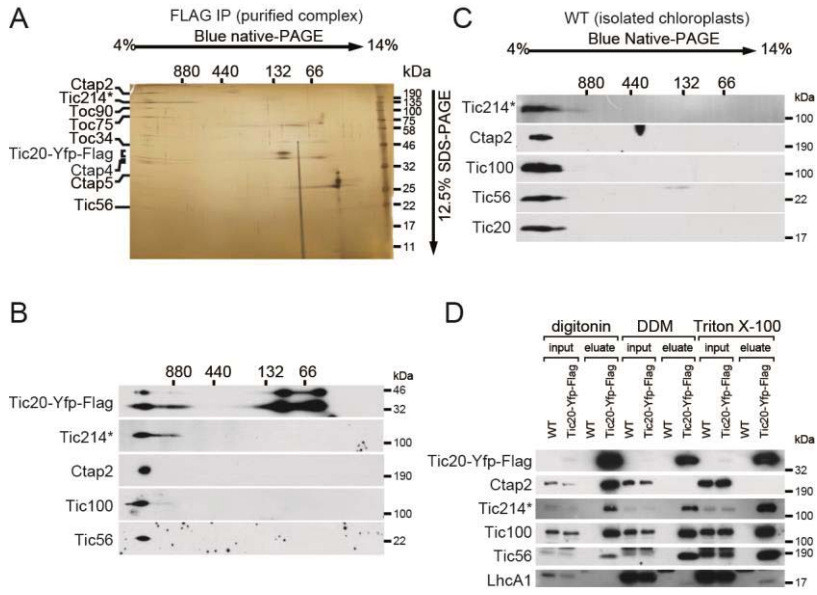 A
FLAG IP (purified complex)
4% Blue native-PAGE 14%
880 440 132 66 kDa
Ctap2
Tic214*
Toc90
Toc75
Toc34
Tic20-Yfp-Flag
Ctap4
Ctap5
Tic56
190
135
100
75
58
46
32
25
22
17
11
12.5% SDS-PAGE
B
880 440 132 66
kDa
Tic20-Yfp-Flag 46
32
Tic214* 100
Ctap2 190
Tic100 100
Tic56 22
C
WT (isolated chloroplasts)
4% Blue Native-PAGE 14%
880 440 132 66
kDa
Tic214* 100
Ctap2 190
Tic100 100
Tic56 22
Tic20 17
D
digitonin DDM Triton X-100
input eluate input eluate input eluate
WT Tic20-Yfp-Flag WT Tic20-Yfp-Flag WT Tic20-Yfp-Flag WT Tic20-Yfp-Flag WT Tic20-Yfp-Flag WT Tic20-Yfp-Flag
kDa
Tic20-Yfp-Flag 32
Ctap2 190
Tic214* 100
Tic100 100
Tic56 190
LhcA1 17